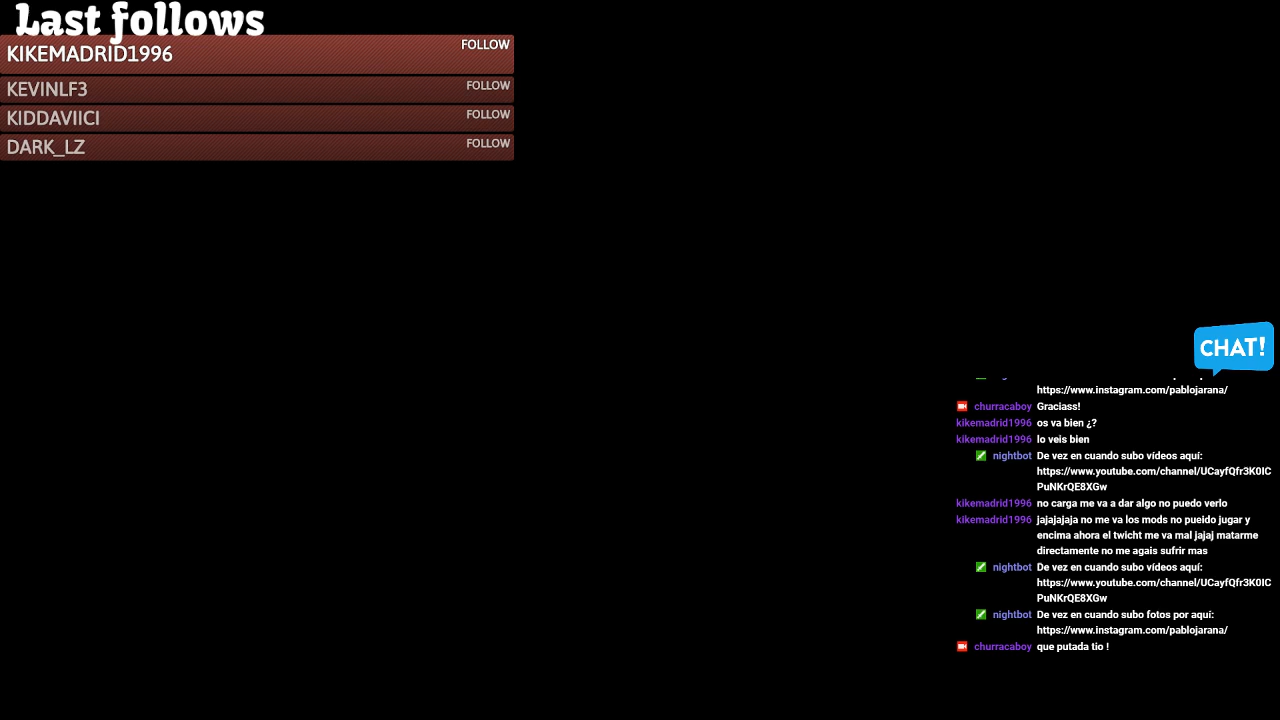 Last follows
KIKEMADRID1996 FOLLOW
KEVINLF3 FOLLOW
KIDDAVIICI FOLLOW
DARK_LZ FOLLOW
CHAT!
https://www.instagram.com/pablojarana/
churracaboy Graciass!
kikemadrid1996 os va bien ¿?
kikemadrid1996 lo veis bien
nightbot De vez en cuando subo vídeos aquí:
https://www.youtube.com/channel/UCayfQfr3K0IC
PuNKrQE8XGw
kikemadrid1996 no carga me va a dar algo no puedo verlo
kikemadrid1996 jajajajaja no me va los mods no pueido jugar y
encima ahora el twicht me va mal jajaj matarme
directamente no me agais sufrir mas
nightbot De vez en cuando subo vídeos aquí:
https://www.youtube.com/channel/UCayfQfr3K0IC
PuNKrQE8XGw
nightbot De vez en cuando subo fotos por aquí:
https://www.instagram.com/pablojarana/
churracaboy que putada tio !